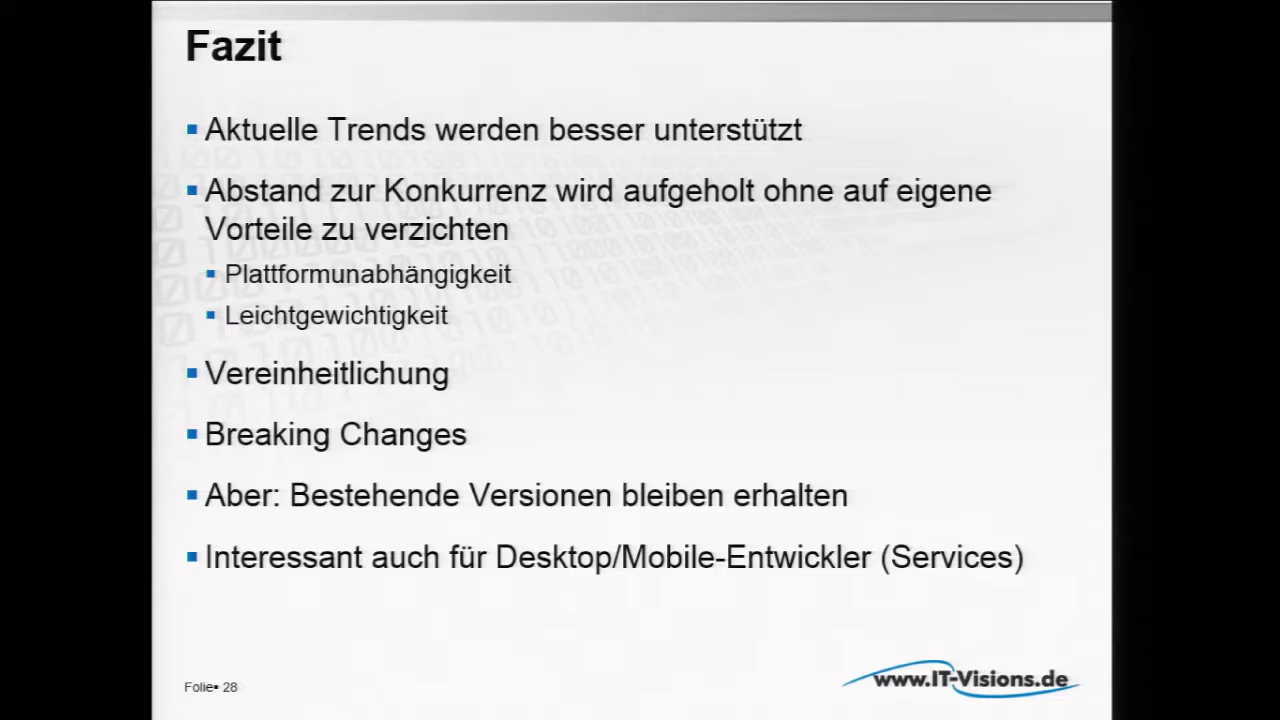 Fazit
Aktuelle Trends werden besser unterstützt
Abstand zur Konkurrenz wird aufgeholt ohne auf eigene
Vorteile zu verzichten
Plattformunabhängigkeit
Leichtgewichtigkeit
Vereinheitlichung
Breaking Changes
Aber: Bestehende Versionen bleiben erhalten
Interessant auch für Desktop/Mobile-Entwickler (Services)
Folie▪ 28
www.IT-Visions.de